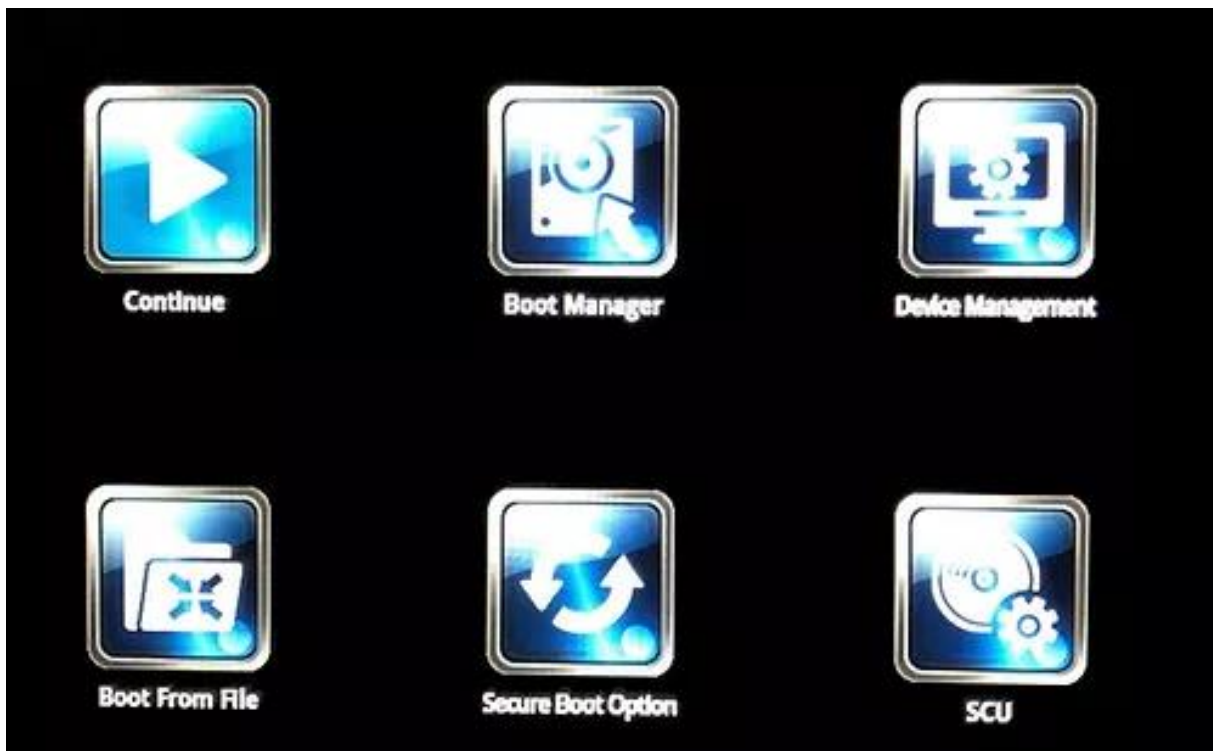 Continue
Boot Manager
Device Management
Boot From File
Secure Boot Option
SCU